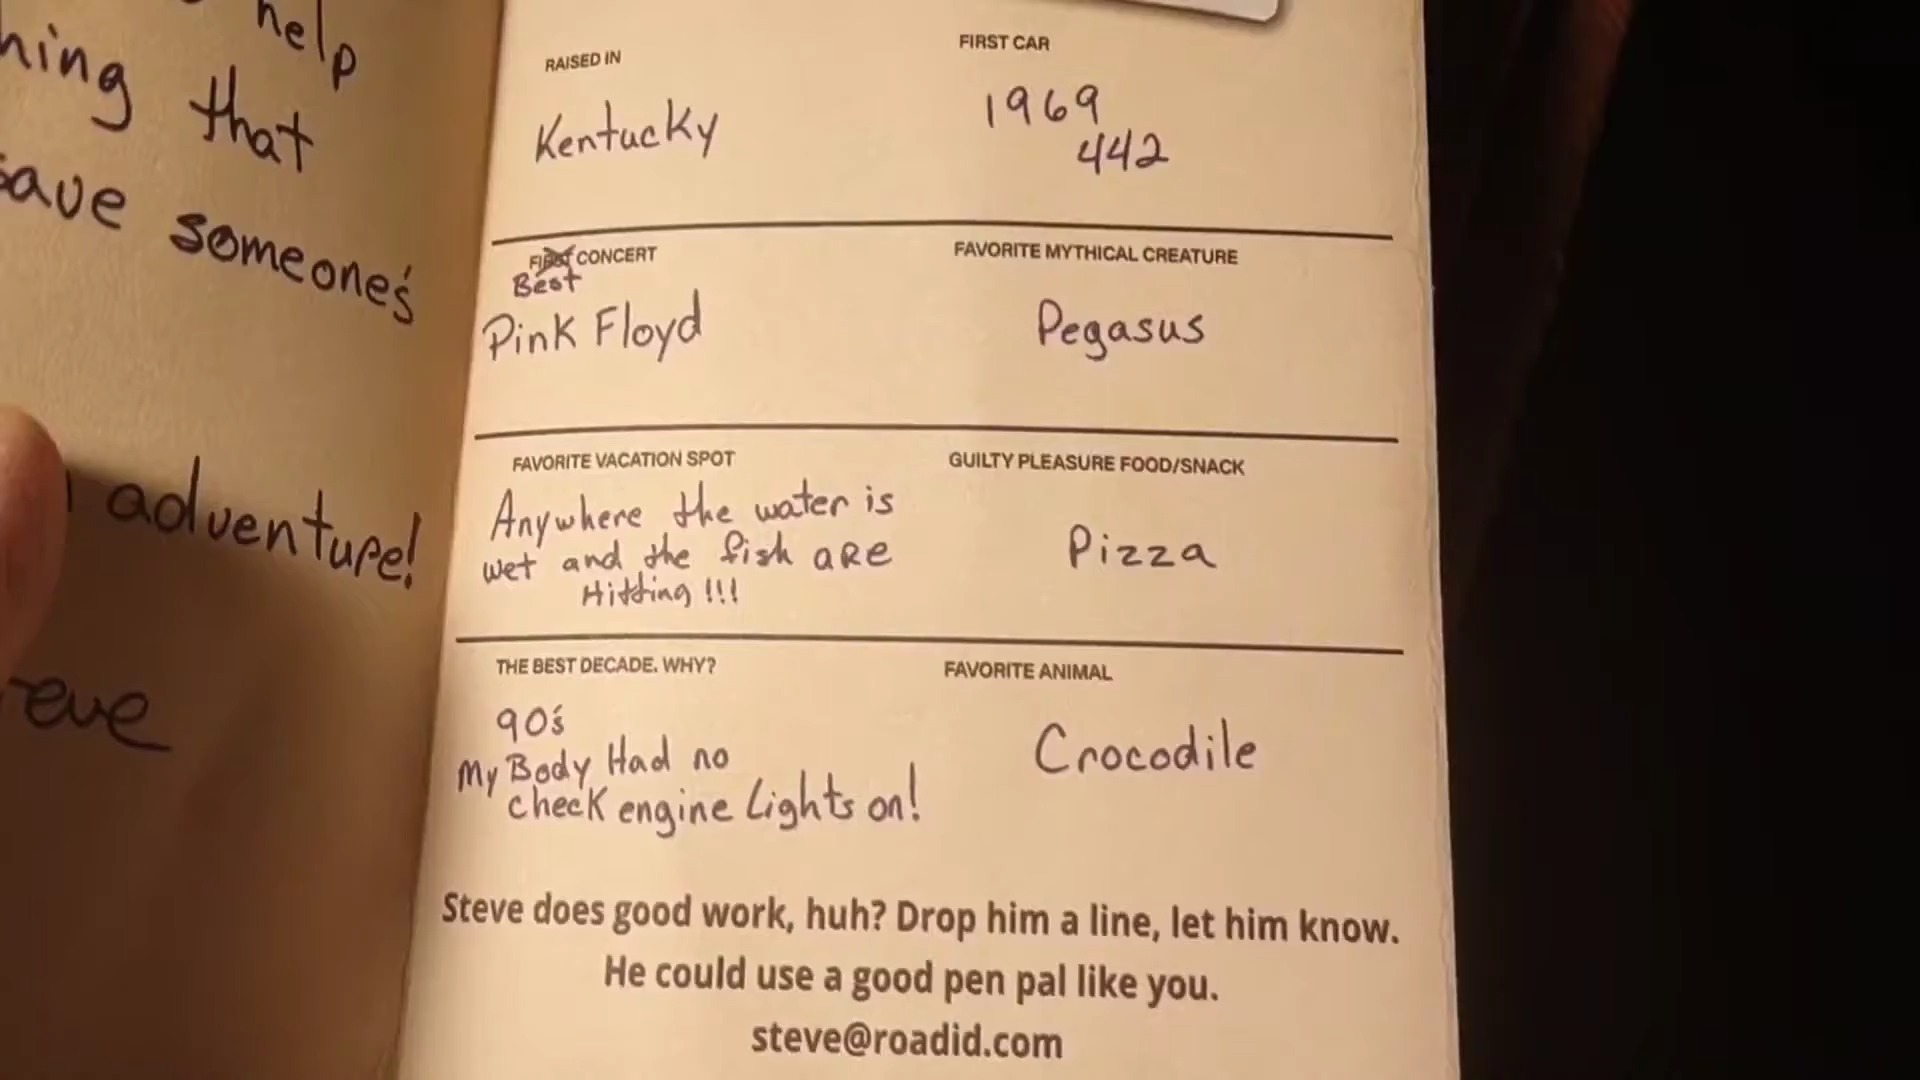 help
that
save someone's
adventure!
RAISED IN
Kentucky
FIRST CAR
1969
442
FIRST CONCERT
Best
Pink Floyd
FAVORITE MYTHICAL CREATURE
Pegasus
FAVORITE VACATION SPOT
Anywhere the water is
wet and the fish are
Hitting !!!
GUILTY PLEASURE FOOD/SNACK
Pizza
THE BEST DECADE. WHY?
90's
My Body Had no
check engine Lights on!
FAVORITE ANIMAL
Crocodile
Steve does good work, huh? Drop him a line, let him know.
He could use a good pen pal like you.
steve@roadid.com